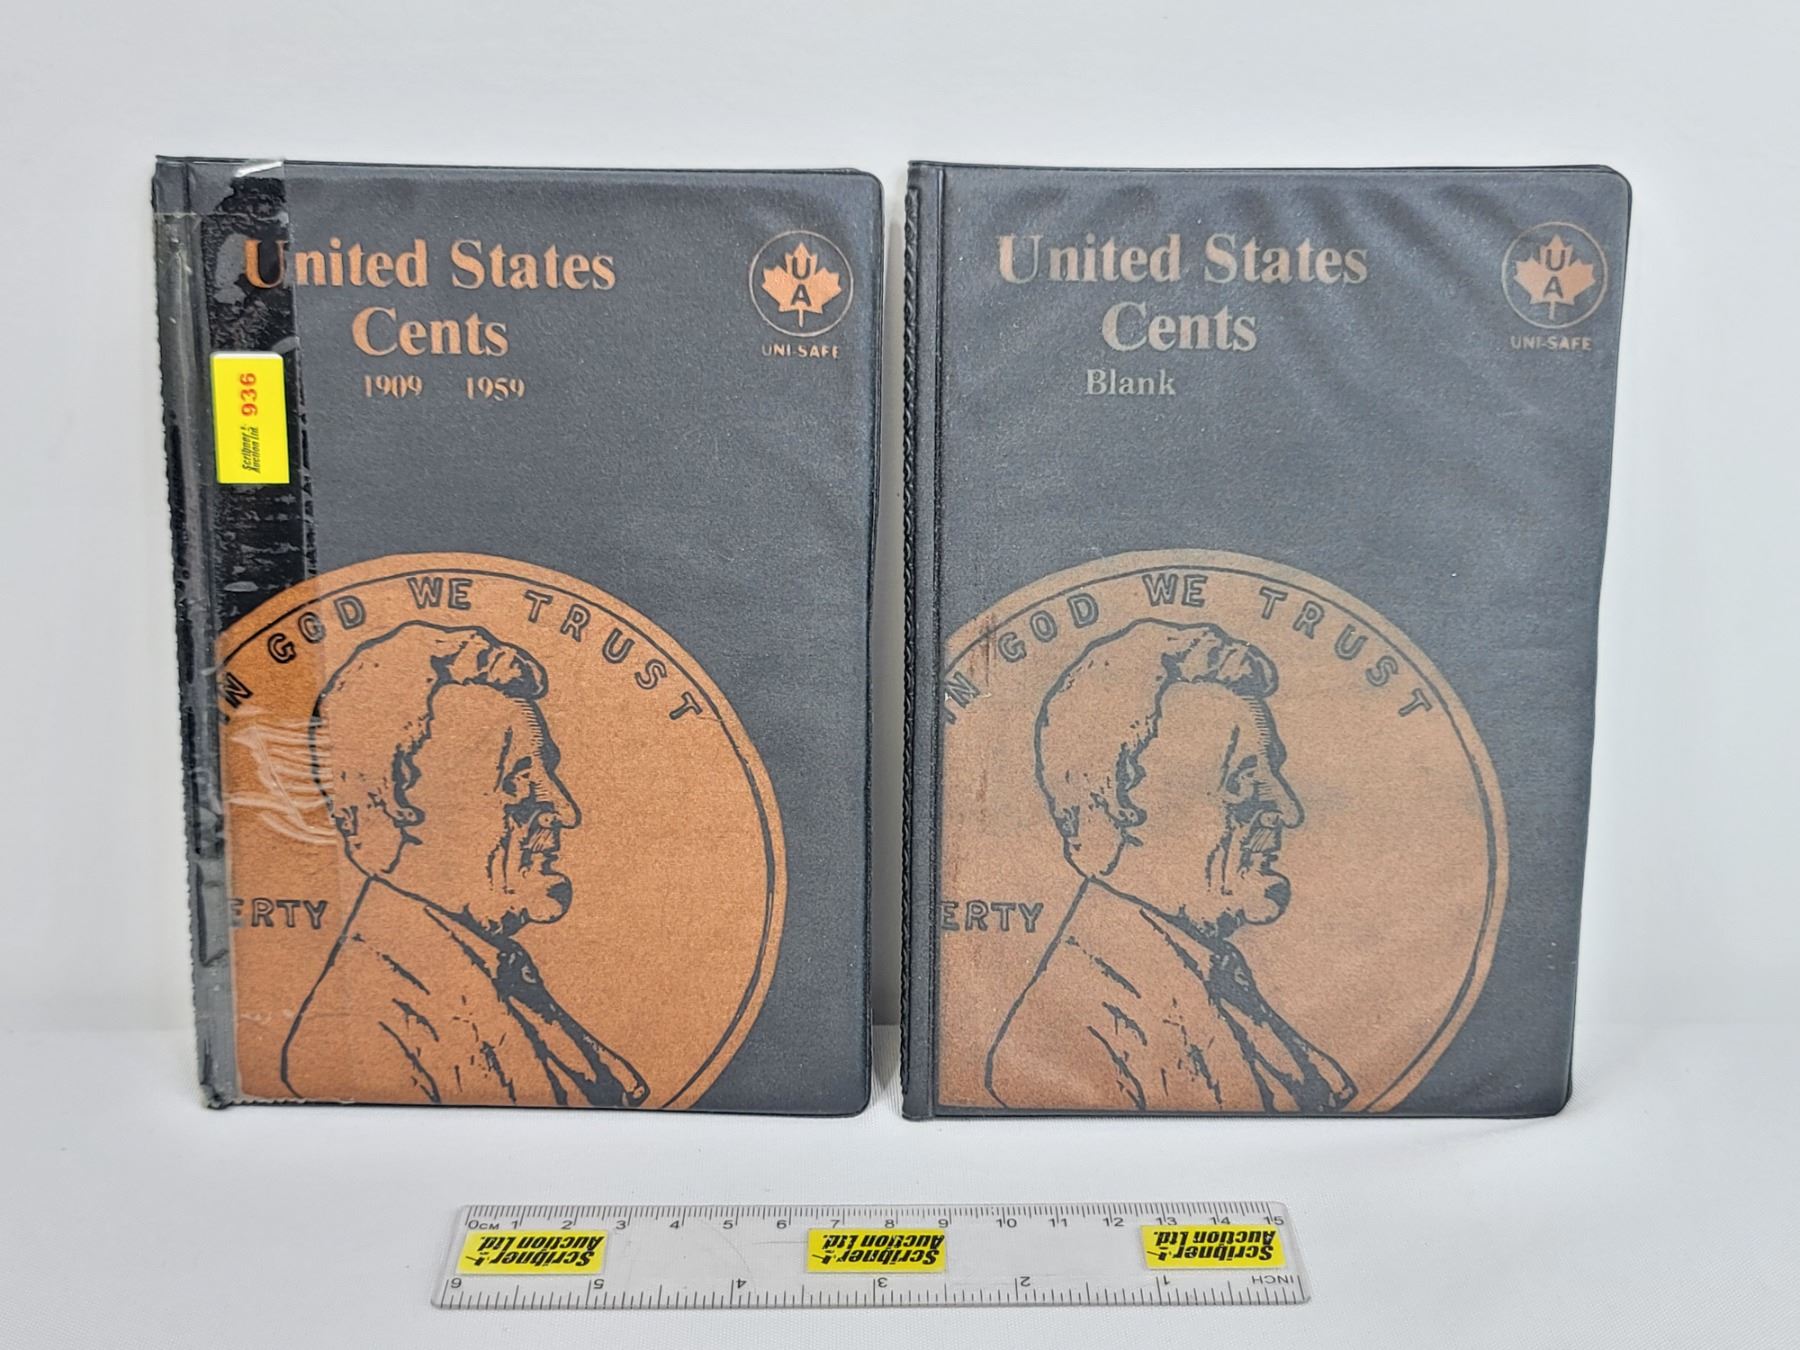 United States
Cents
1909 1959
U
A
UNI-SAFE
936
Scribner
Auction Ltd.
IN GOD WE TRUST
ERTY
United States
Cents
Blank
U
A
UNI-SAFE
IN GOD WE TRUST
ERTY
0CM 1 2 3 4 5 6 7 8 9 10 11 12 13 14 15
Scribner
Auction Ltd.
Scribner
Auction Ltd.
Scribner
Auction Ltd.
6 5 4 3 2 1 INCH